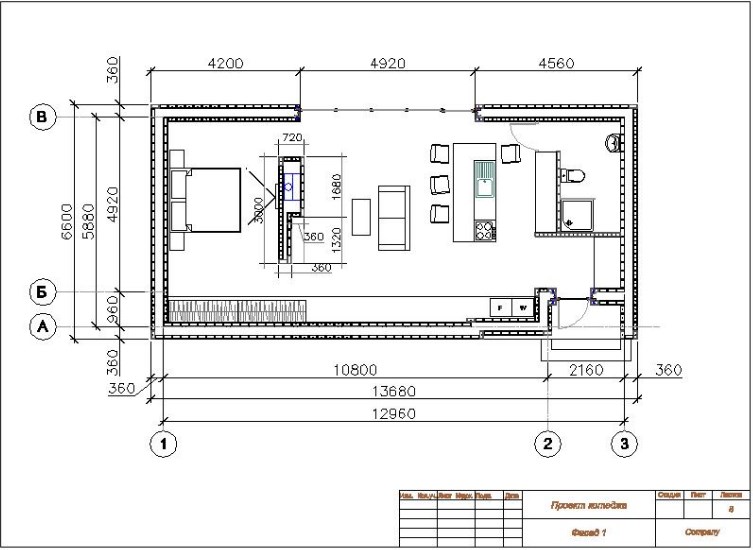 4200 4920 4560
360
В
720
1680
3000
4920
5880
6600
360
1320
360
Б
F W
960
А
360
10800 2160 360
360
13680
12960
1 2 3
Изм. Кол.уч. Лист №док. Подп. Дата
Проект котеджа
Стадия Лист Листов
8
Фасад 1
Company